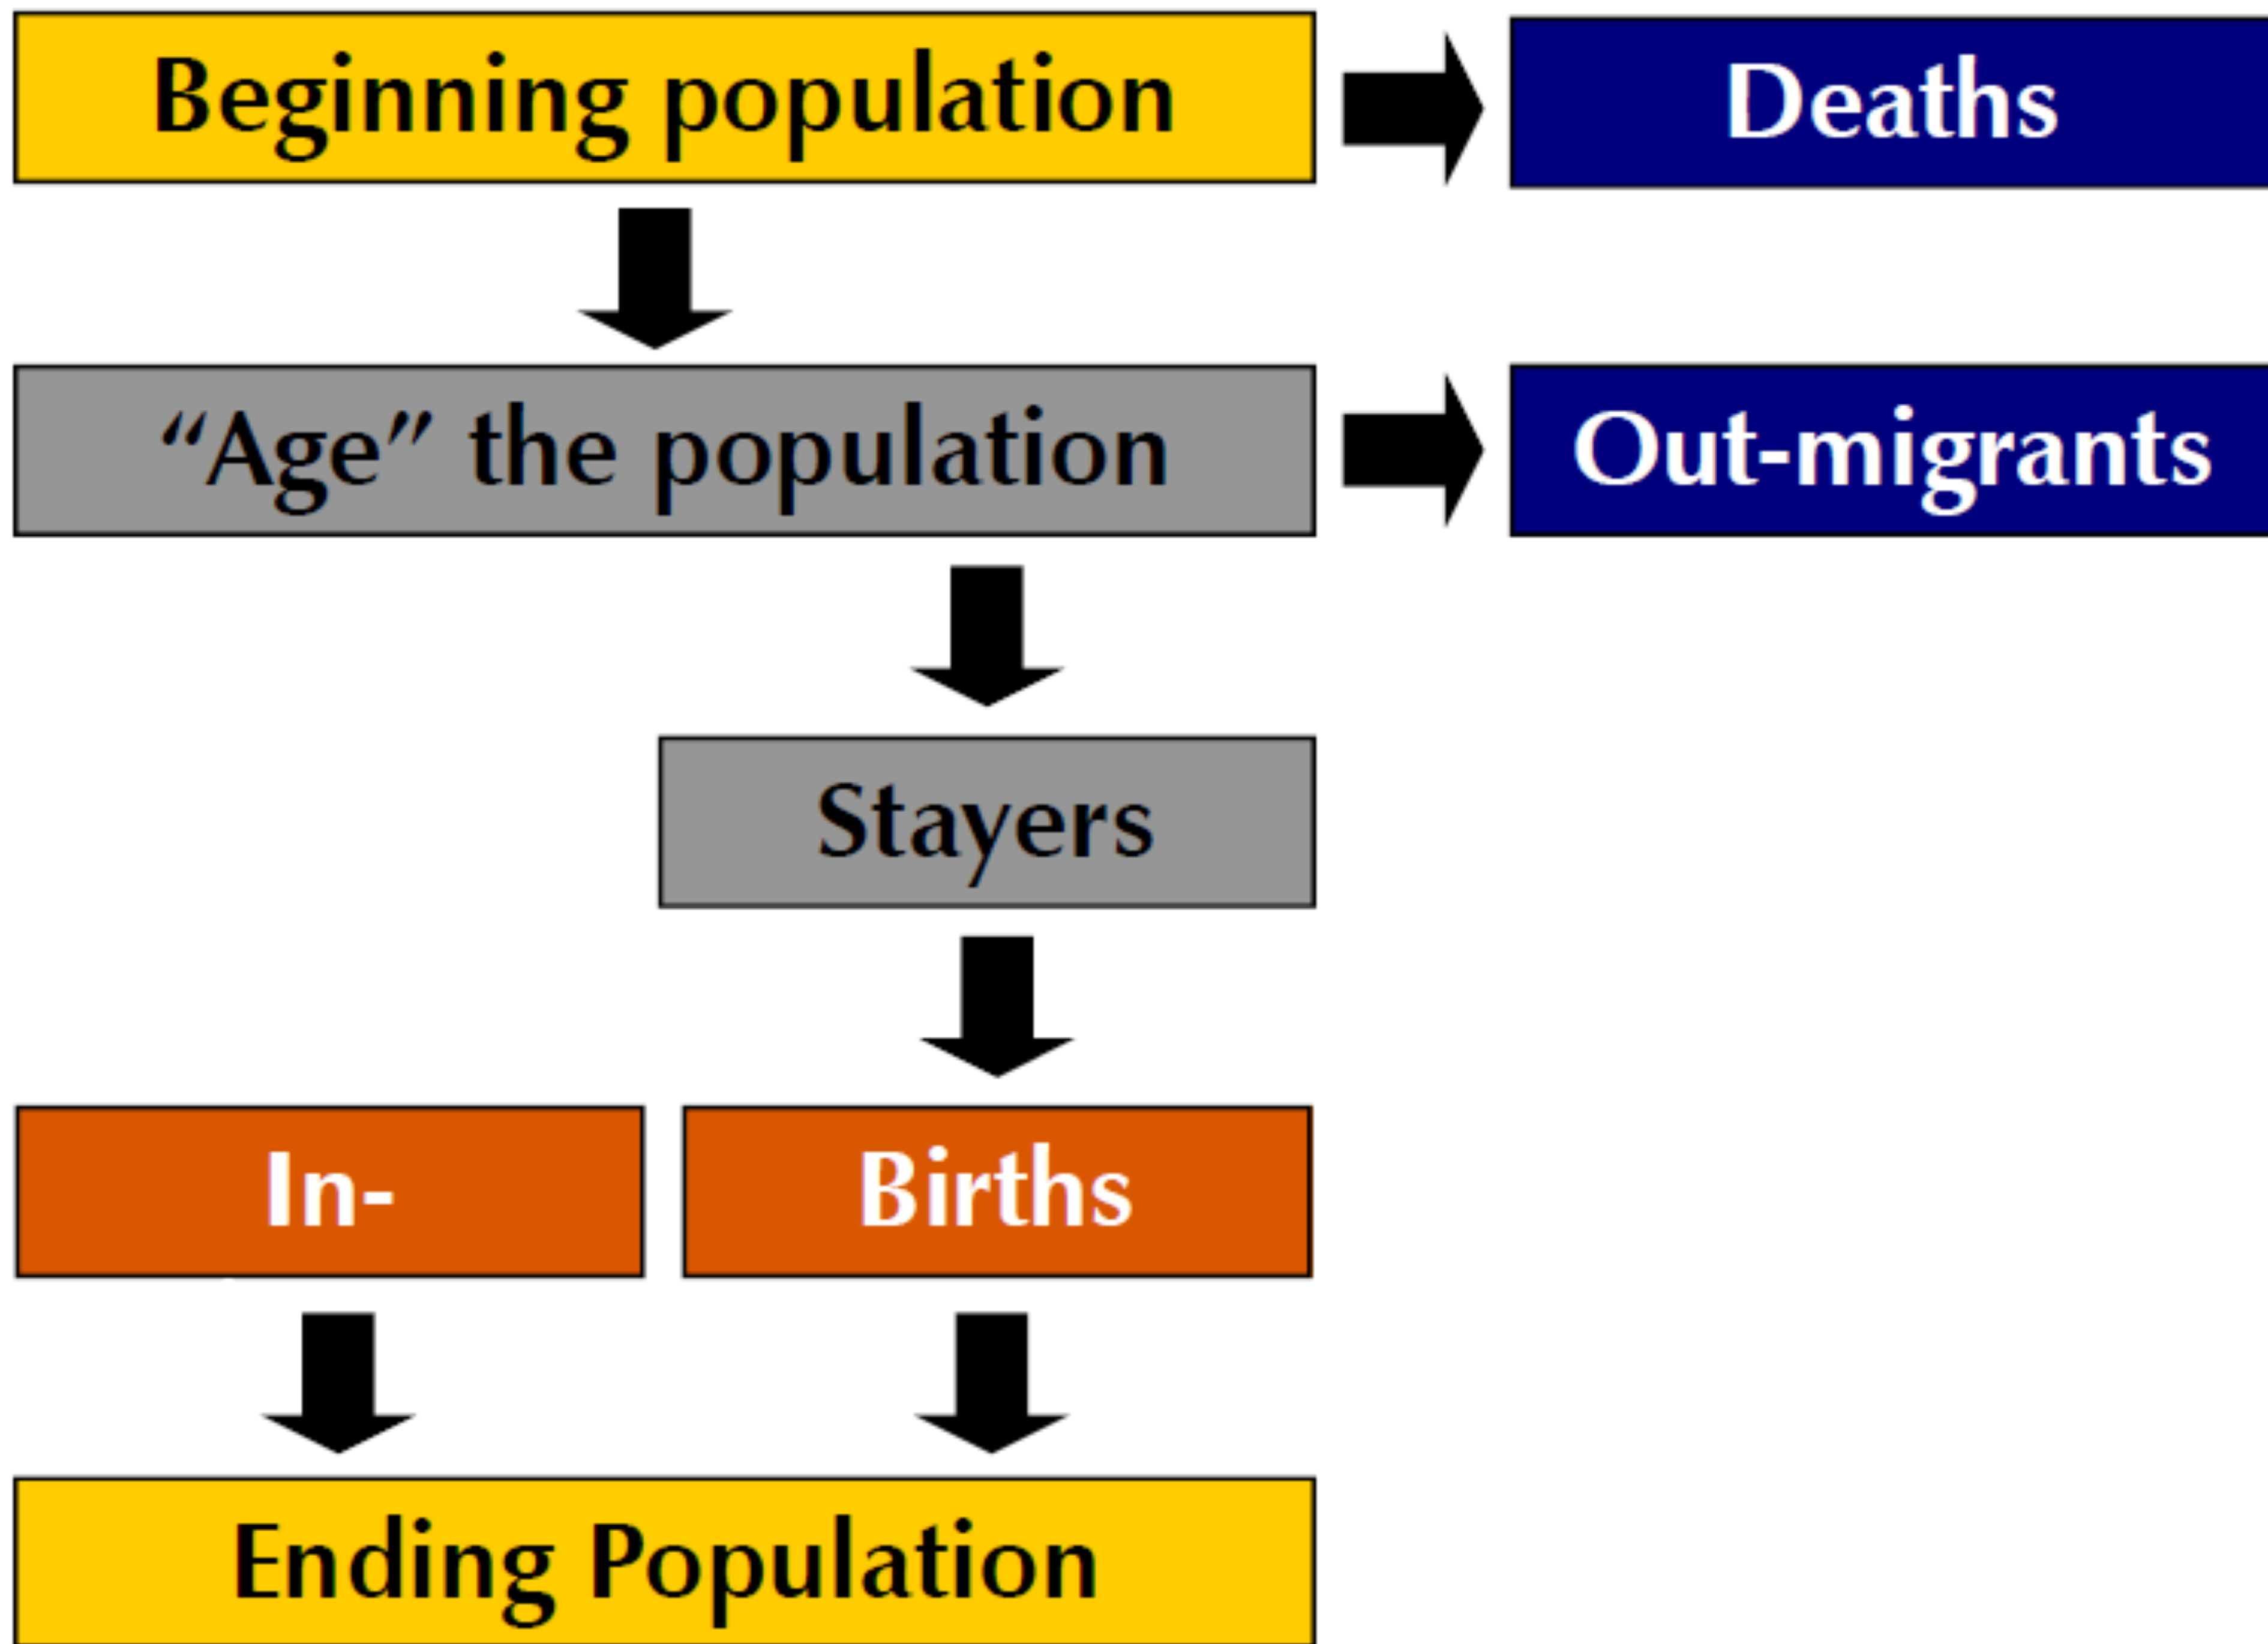 Beginning population
Deaths
“Age” the population
Out-migrants
Stayers
In-
Births
Ending Population